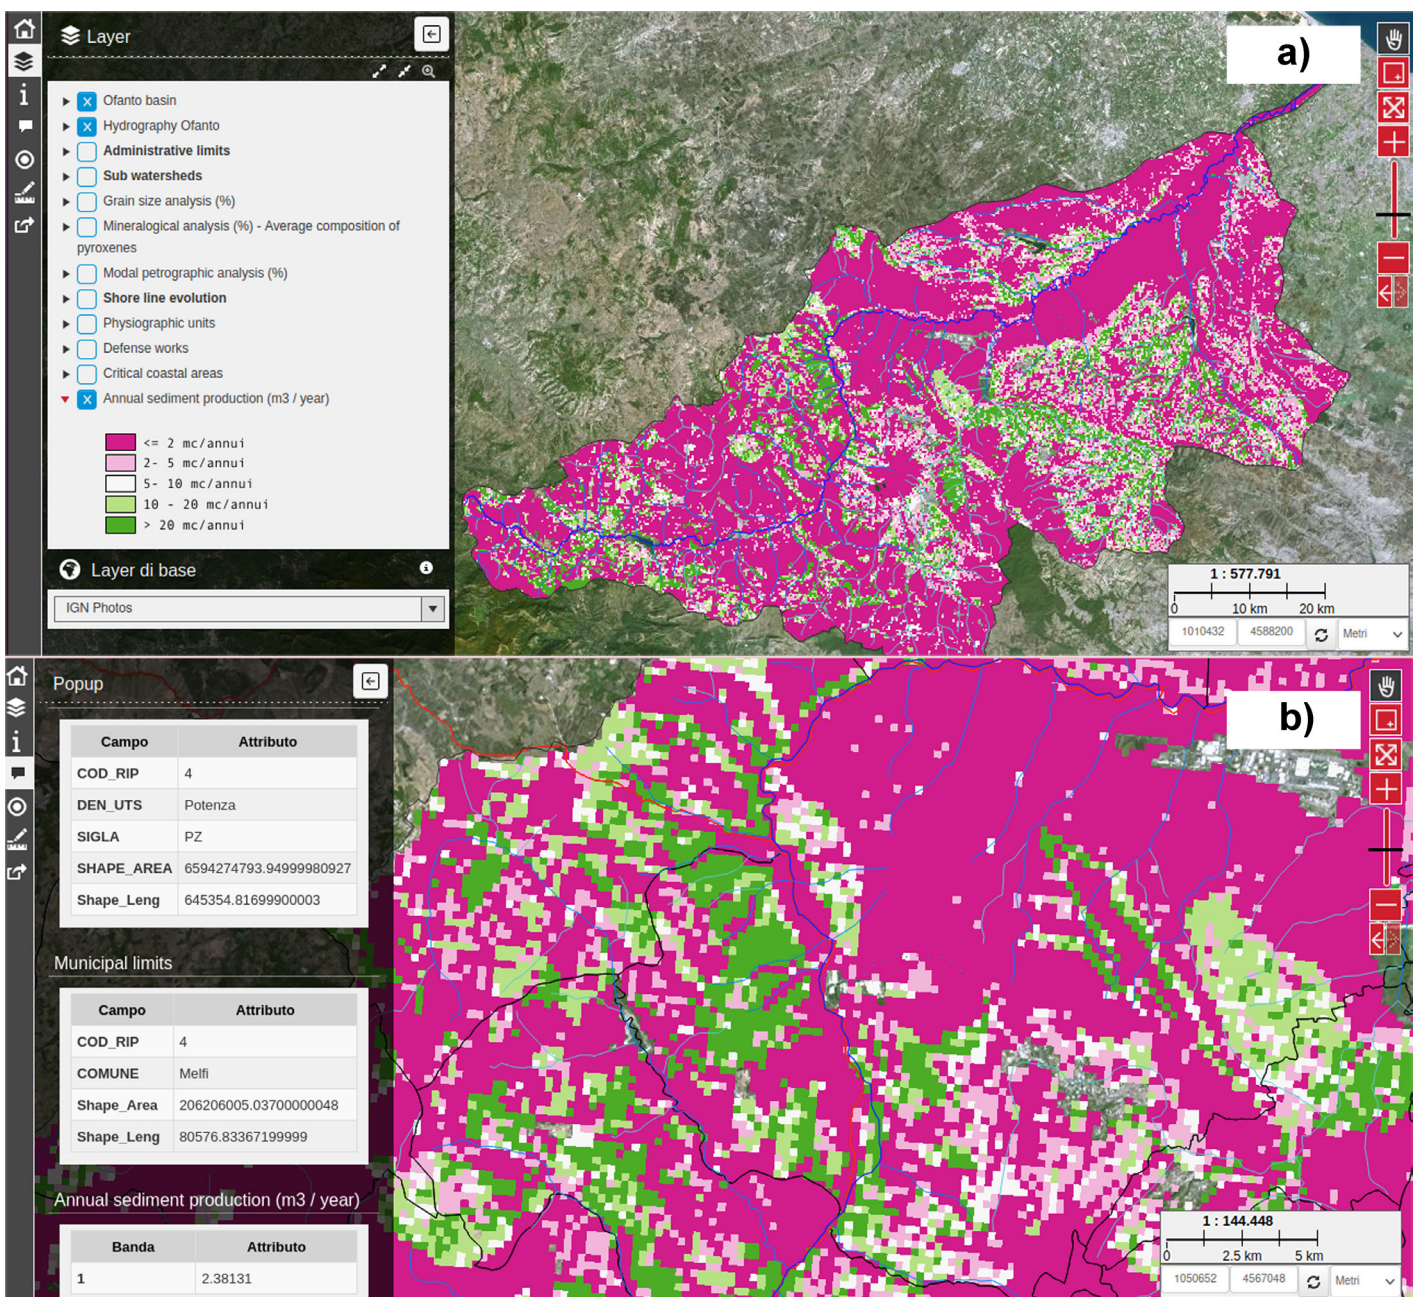 a)
Layer
Ofanto basin
Hydrography Ofanto
Administrative limits
Sub watersheds
Grain size analysis (%)
Mineralogical analysis (%) - Average composition of
pyroxenes
Modal petrographic analysis (%)
Shore line evolution
Physiographic units
Defense works
Critical coastal areas
Annual sediment production (m3 / year)
<= 2 mc/annui
2- 5 mc/annui
5- 10 mc/annui
10 - 20 mc/annui
> 20 mc/annui
Layer di base
IGN Photos
1 : 577.791
0 10 km 20 km
1010432 4588200 Metri
b)
Popup
Campo Attributo
COD_RIP 4
DEN_UTS Potenza
SIGLA PZ
SHAPE_AREA 6594274793.94999980927
Shape_Leng 645354.81699900003
Municipal limits
Campo Attributo
COD_RIP 4
COMUNE Melfi
Shape_Area 206206005.03700000048
Shape_Leng 80576.83367199999
Annual sediment production (m3 / year)
Banda Attributo
1 2.38131
1 : 144.448
0 2.5 km 5 km
1050652 4567048 Metri